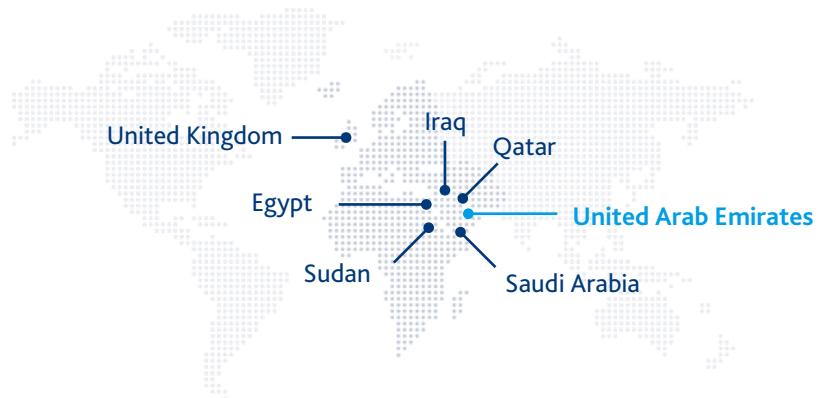 Iraq
United Kingdom
Qatar
Egypt
United Arab Emirates
Sudan
Saudi Arabia